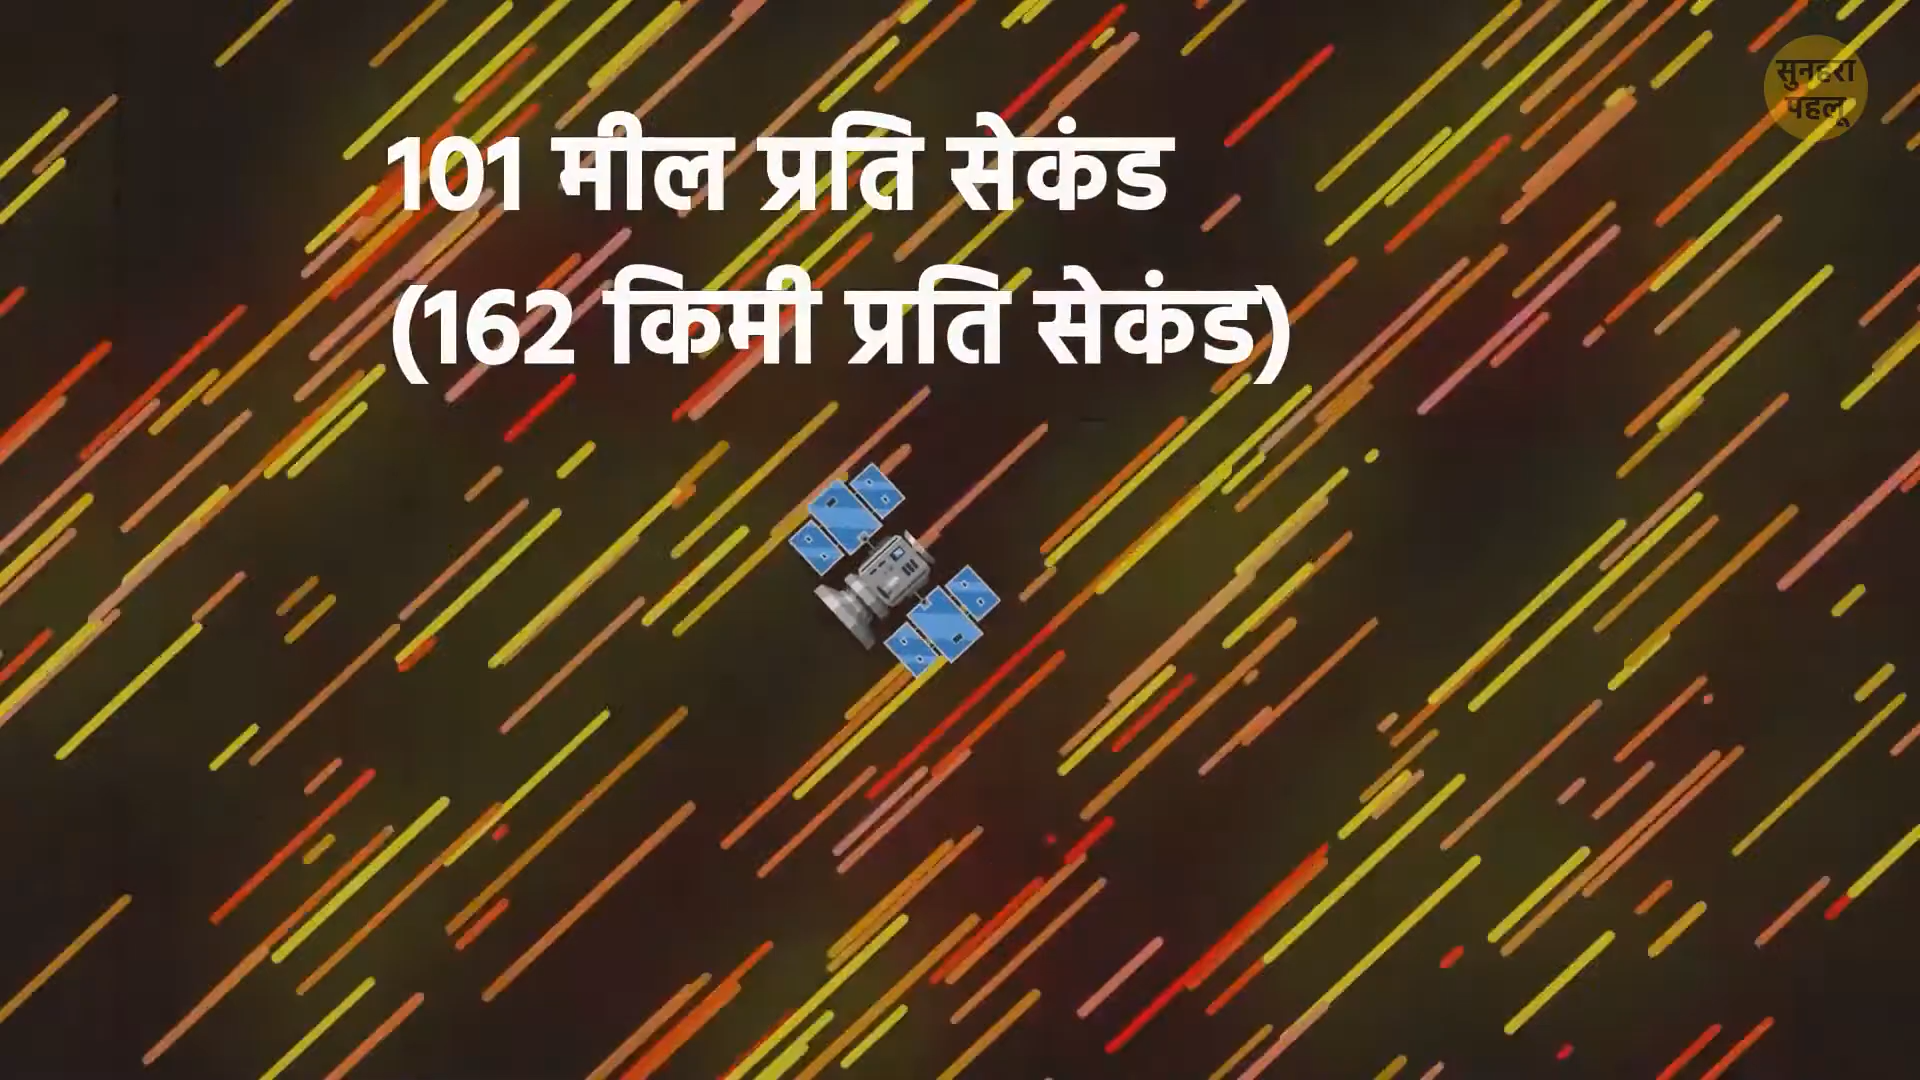 101 मील प्रति सेकंड
(162 किमी प्रति सेकंड)
सुनहरा
पहलू